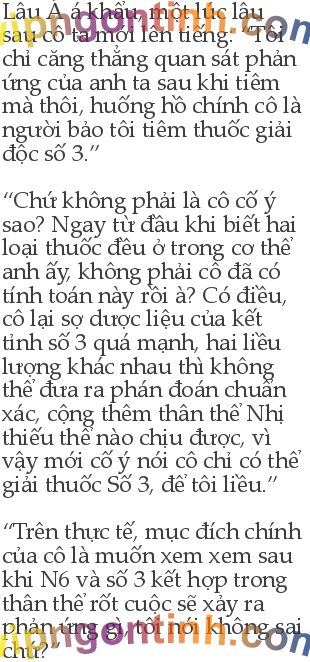 Lâu À á khẩu, một lúc lâu
sau cô ta mới lên tiếng: “Tôi
chỉ căng thẳng quan sát phản
ứng của anh ta sau khi tiêm
mà thôi, huống hồ chính cô là
người bảo tôi tiêm thuốc giải
độc số 3.”
“Chứ không phải là cô cố ý
sao? Ngay từ đầu khi biết hai
loại thuốc đều ở trong cơ thể
anh ấy, không phải cô đã có
tính toán này rồi à? Có điều,
cô lại sợ dược liệu của kết
tinh số 3 quá mạnh, hai liều
lượng khác nhau thì không
thể đưa ra phán đoán chuẩn
xác, cộng thêm thân thể Nhị
thiếu thế nào chịu được, vì
vậy mới cố ý nói cô chỉ có thể
giải thuốc Số 3, để tôi liều.”
“Trên thực tế, mục đích chính
của cô là muốn xem xem sau
khi N6 và số 3 kết hợp trong
thân thể rốt cuộc sẽ xảy ra
phản ứng gì, tôi nói không sai
chứ?”